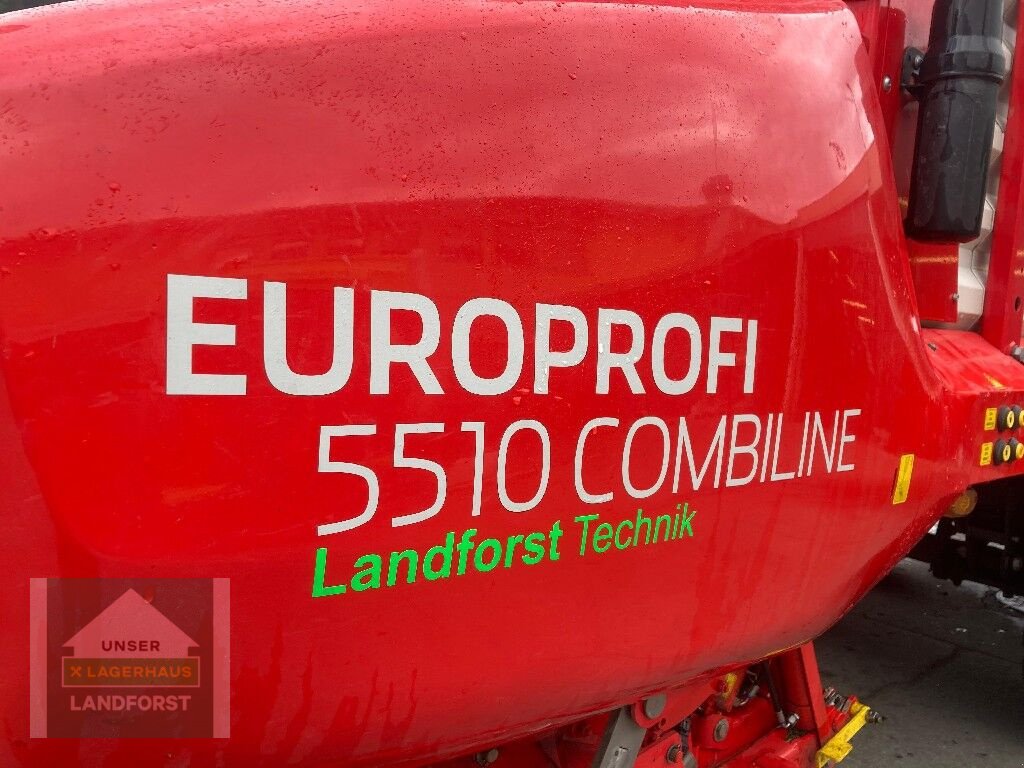 EUROPROFI
5510 COMBILINE
Landforst Technik
UNSER
LAGERHAUS
LANDFORST